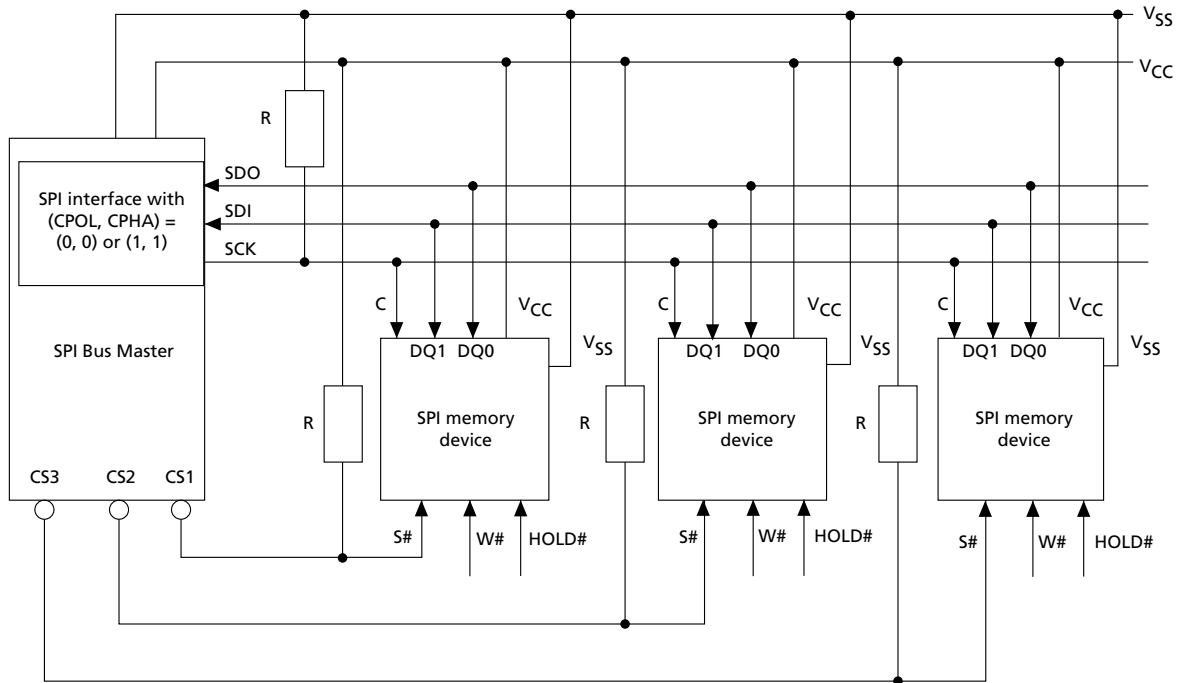 VSS
VCC
R
SDO
SPI interface with
(CPOL, CPHA) =
(0, 0) or (1, 1)
SDI
SCK
SPI Bus Master
C
VCC
VSS
DQ1 DQ0
SPI memory
device
R
C
VCC
VSS
DQ1 DQ0
SPI memory
device
R
C
VCC
VSS
DQ1 DQ0
SPI memory
device
R
CS3 CS2 CS1
S# W# HOLD#
S# W# HOLD#
S# W# HOLD#